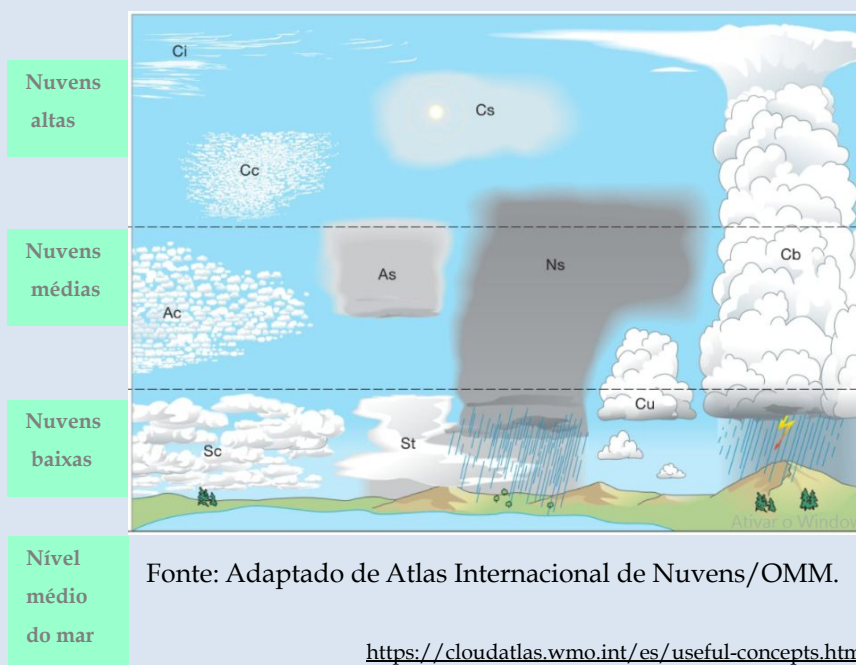 Ci
Nuvens
altas
Cs
Cc
Nuvens
médias
As
Ns
Cb
Ac
Nuvens
baixas
Cu
Sc
St
Ativar o Window
Nível
médio
do mar
Fonte: Adaptado de Atlas Internacional de Nuvens/OMM.
https://cloudatlas.wmo.int/es/useful-concepts.htm